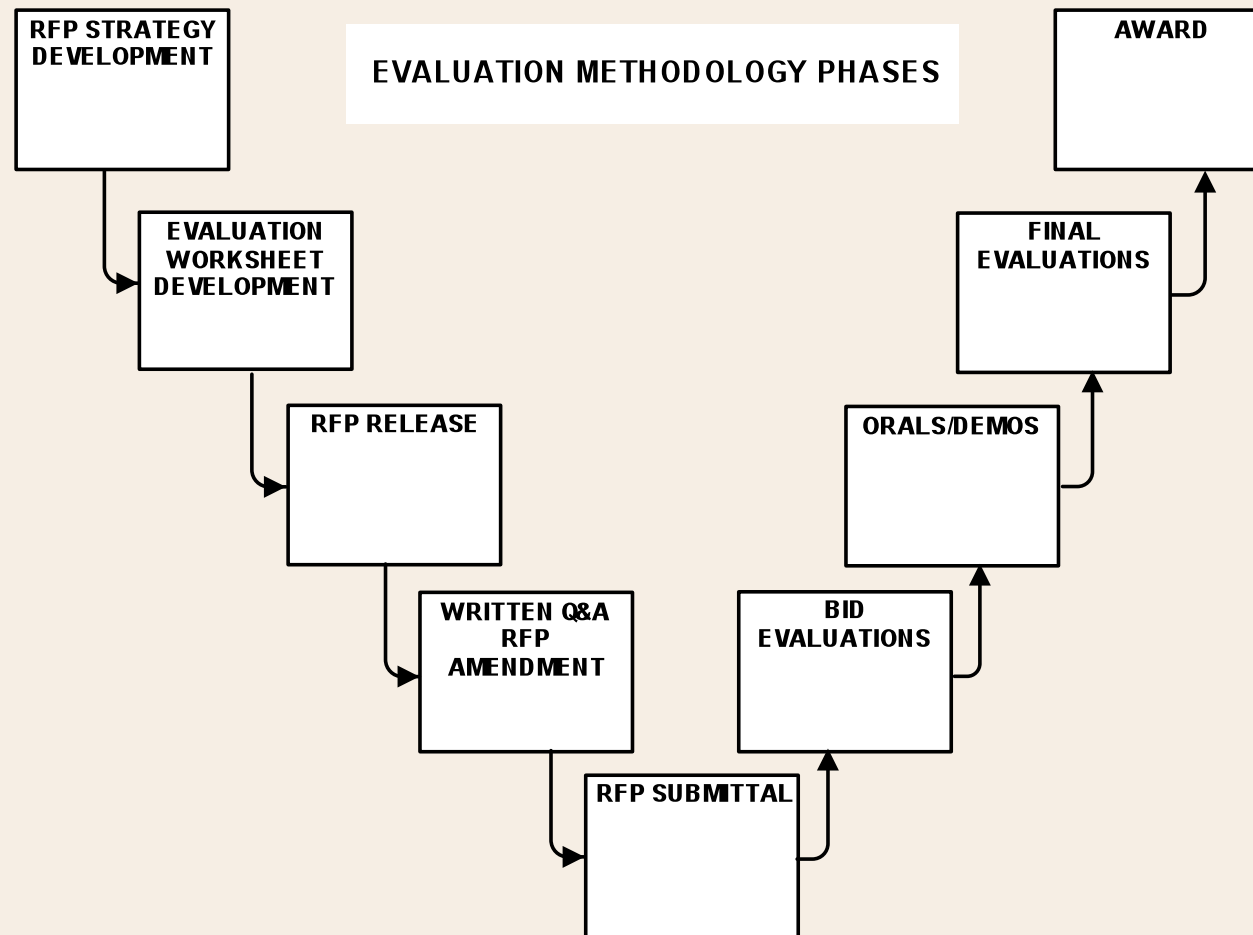 RFP STRATEGY
DEVELOPMENT
EVALUATION METHODOLOGY PHASES
AWARD
EVALUATION
WORKSHEET
DEVELOPMENT
FINAL
EVALUATIONS
RFP RELEASE
ORALS/DEMOS
WRITTEN Q&A
RFP
AMENDMENT
BID
EVALUATIONS
RFP SUBMITTAL